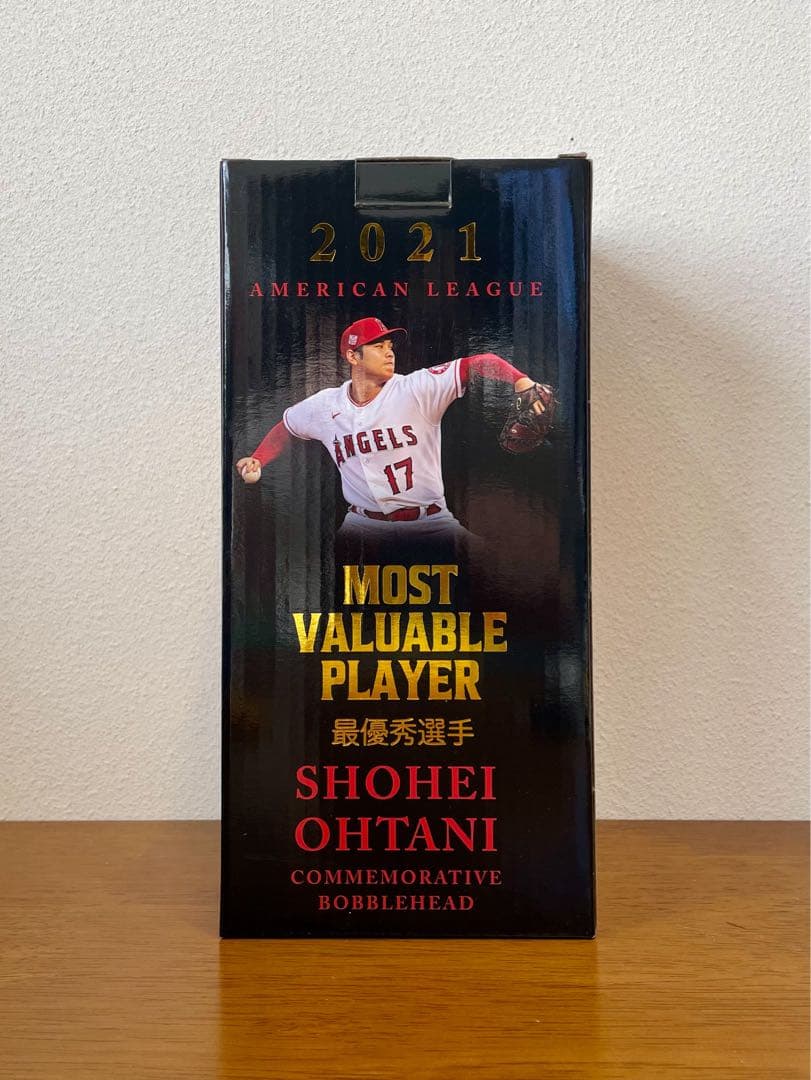 2021
AMERICAN LEAGUE
ANGELS
17
MOST
VALUABLE
PLAYER
最優秀選手
SHOHEI
OHTANI
COMMEMORATIVE
BOBBLEHEAD